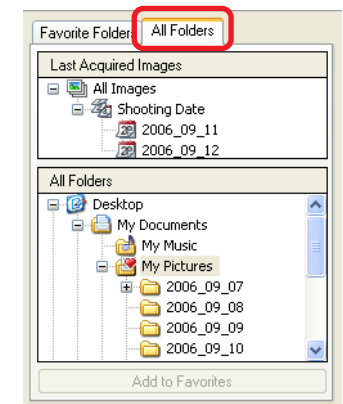 Favorite Folders All Folders
Last Acquired Images
All Images
Shooting Date
2006_09_11
2006_09_12
All Folders
Desktop
My Documents
My Music
My Pictures
2006_09_07
2006_09_08
2006_09_09
2006_09_10
Add to Favorites